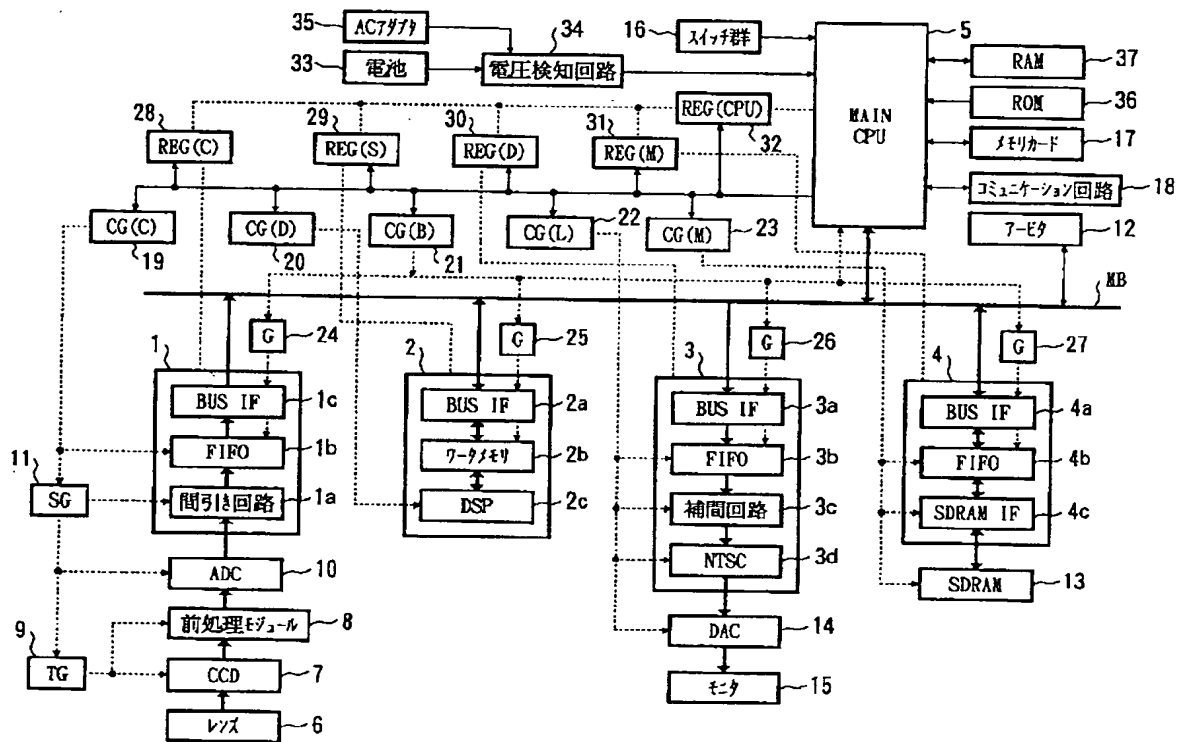 35
ACアダプタ
33
電池
34
電圧検知回路
16
スイッチ群
5
MAIN
CPU
RAM
37
ROM
36
メモリカード
17
コミュニケーション回路
18
アービタ
12
28
REG(C)
29
REG(S)
30
REG(D)
31
REG(M)
REG(CPU)
32
CG(C)
19
CG(D)
20
CG(B)
21
CG(L)
22
CG(M)
23
MB
G
24
G
25
G
26
G
27
1
BUS IF
1c
FIFO
1b
間引き回路
1a
2
BUS IF
2a
ワークメモリ
2b
DSP
2c
3
BUS IF
3a
FIFO
3b
補間回路
3c
NTSC
3d
4
BUS IF
4a
FIFO
4b
SDRAM IF
4c
SDRAM
13
11
SG
ADC
10
前処理モジュール
8
9
TG
CCD
7
レンズ
6
DAC
14
モニタ
15